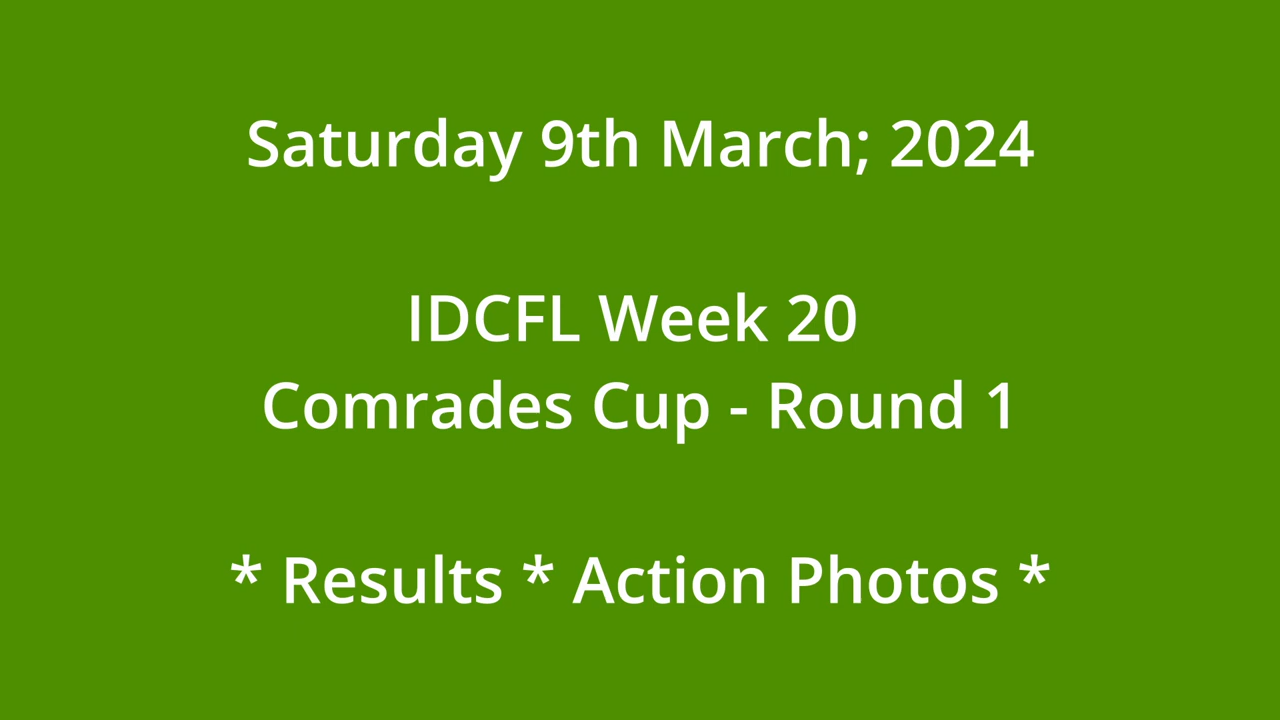 Saturday 9th March; 2024
IDCFL Week 20
Comrades Cup - Round 1
* Results * Action Photos *